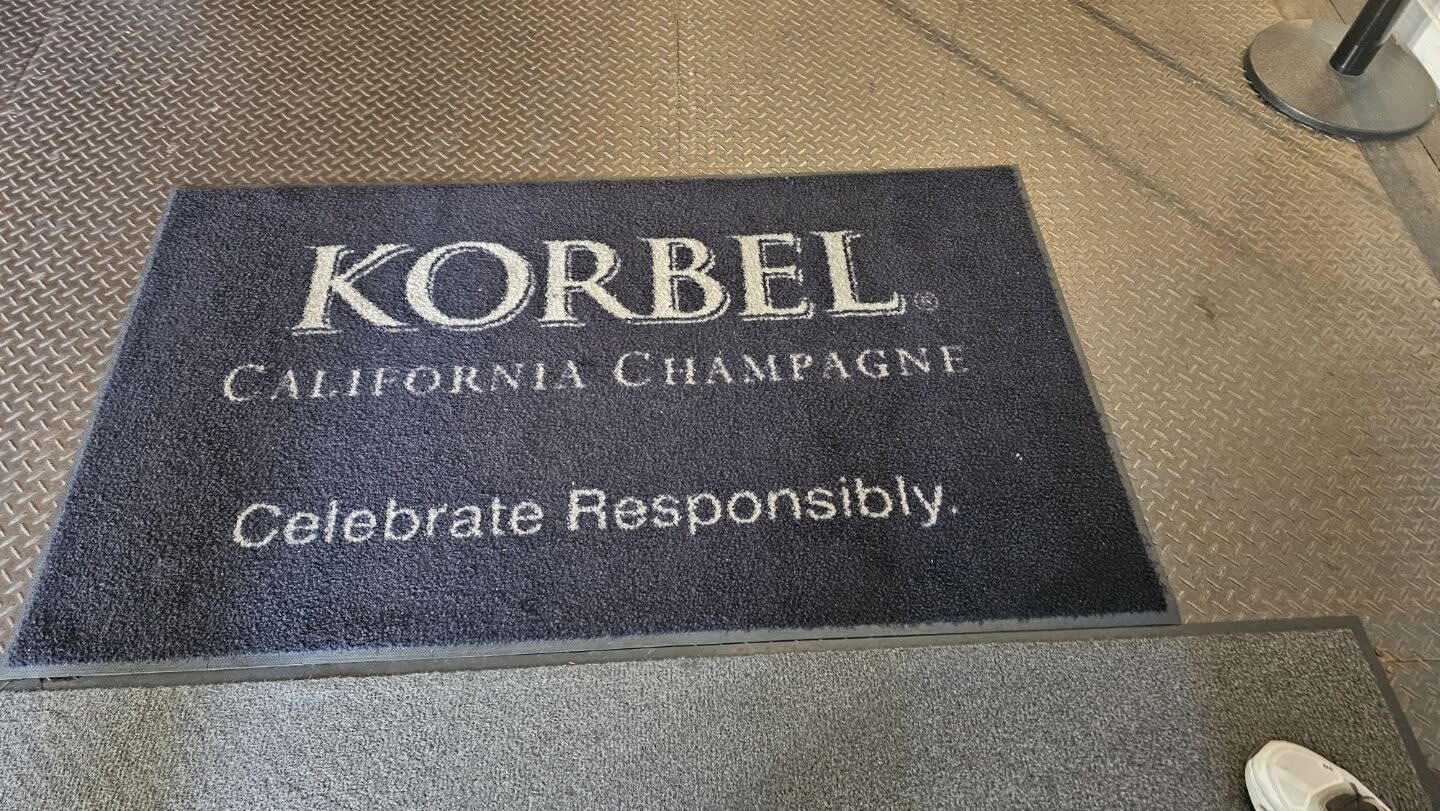 KORBEL®
CALIFORNIA CHAMPAGNE
Celebrate Responsibly.